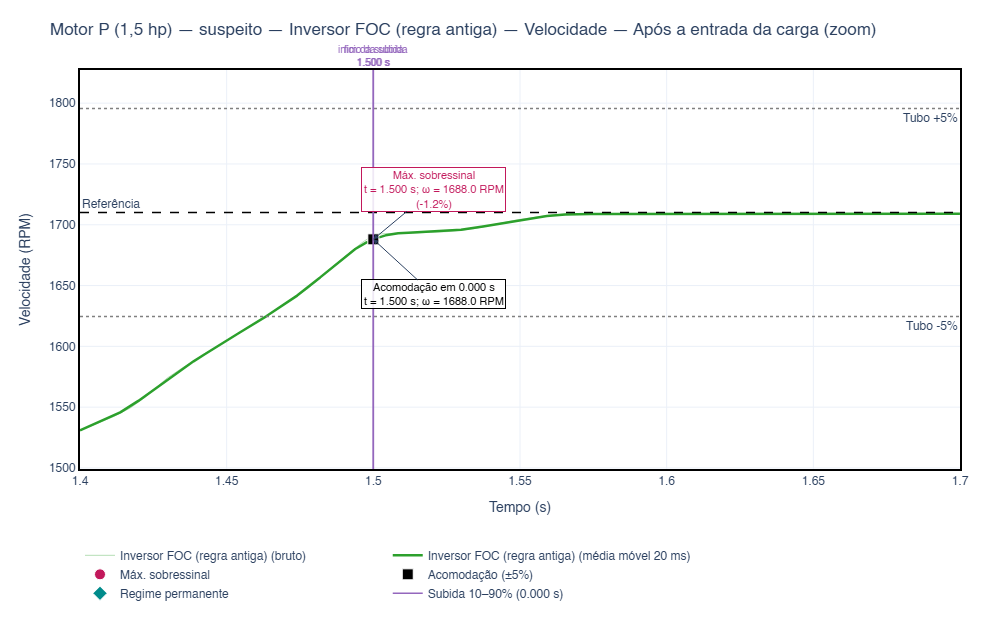 Motor P (1,5 hp) — suspeito — Inversor FOC (regra antiga) — Velocidade — Após a entrada da carga (zoom)
1.500 s
1800
Tubo +5%
1750
Máx. sobressinal
t = 1.500 s; ω = 1688.0 RPM
(-1.2%)
Referência
1700
Velocidade (RPM)
1650
Acomodação em 0.000 s
t = 1.500 s; ω = 1688.0 RPM
Tubo -5%
1600
1550
1500
1.4 1.45 1.5 1.55 1.6 1.65 1.7
Tempo (s)
Inversor FOC (regra antiga) (bruto) Inversor FOC (regra antiga) (média móvel 20 ms)
Máx. sobressinal Acomodação (±5%)
Regime permanente Subida 10–90% (0.000 s)